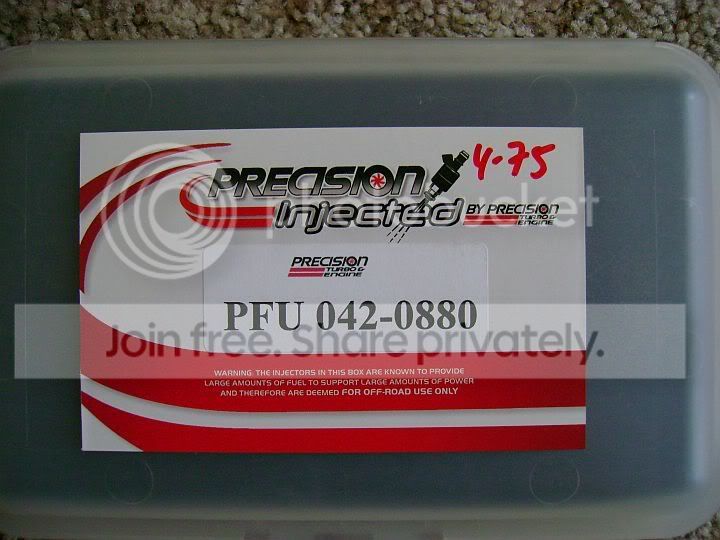 4-75
PRECISION
Injected
BY PRECISION
TURBO &
ENGINE
PRECISION
TURBO &
ENGINE
PFU 042-0880
Join free. Share privately.
WARNING: THE INJECTORS IN THIS BOX ARE KNOWN TO PROVIDE
LARGE AMOUNTS OF FUEL TO SUPPORT LARGE AMOUNTS OF POWER
AND THEREFORE ARE DEEMED FOR OFF-ROAD USE ONLY